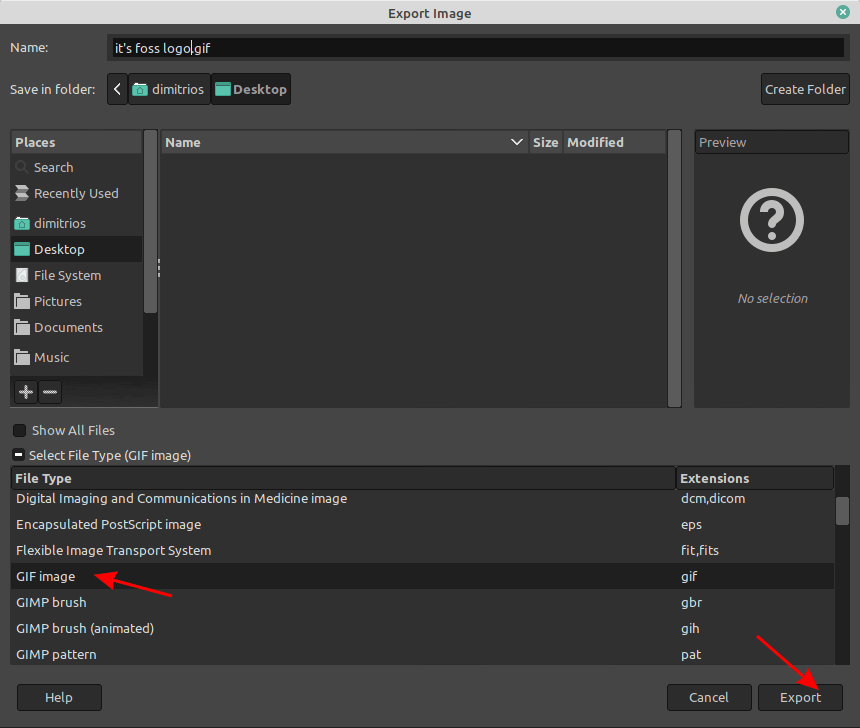 Export Image
Name: it's foss logo.gif
Save in folder: dimitrios Desktop Create Folder
Places Name Size Modified Preview
Search
Recently Used
dimitrios
Desktop
File System
Pictures
No selection
Documents
Music
Show All Files
Select File Type (GIF image)
File Type Extensions
Digital Imaging and Communications in Medicine image dcm,dicom
Encapsulated PostScript image eps
Flexible Image Transport System fit,fits
GIF image gif
GIMP brush gbr
GIMP brush (animated) gih
GIMP pattern pat
Help Cancel Export